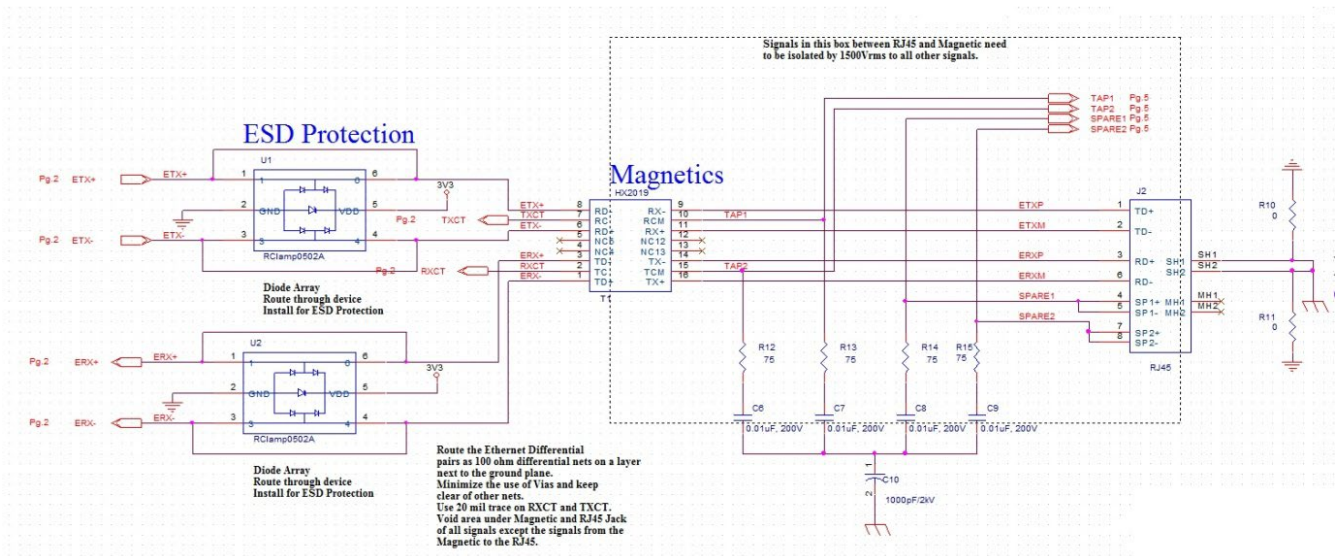 Signals in this box between RJ45 and Magnetic need
to be isolated by 1500Vrms to all other signals.
TAP1 Pg.5
TAP2 Pg.5
SPARE1 Pg.5
SPARE2 Pg.5
ESD Protection
U1
Pg.2 ETX+ ETX+ 1 1 6 6
2 GND VDD 5 3V3
Pg.2 ETX- ETX- 3 3 4 4
RClamp0502A
Diode Array
Route through device
Install for ESD Protection
Pg.2 TXCT
Pg.2 RXCT
Magnetics
HX2019
ETX+ 8 RD- RX- 9
TXCT 7 RC RCM 10 TAP1
ETX- 6 RD+ RX+ 11
5 NC5 NC12 12
4 NC4 NC13 13
ERX+ 3 TD- TX- 14
RXCT 2 TC TCM 15 TAP2
ERX- 1 TD+ TX+ 16
T1
J2
ETXP 1 TD+
ETXM 2 TD-
ERXP 3 RD+ SH1 SH1
SH2 SH2
ERXM 6 RD-
SPARE1 4 SP1+ MH1 MH1
5 SP1- MH2 MH2
SPARE2 7 SP2+
8 SP2-
RJ45
R10
0
R11
0
R12
75
R13
75
R14
75
R15
75
C6
0.01uF, 200V
C7
0.01uF, 200V
C8
0.01uF, 200V
C9
0.01uF, 200V
1
C10
2
1000pF/2kV
U2
Pg.2 ERX+ ERX+ 1 1 6 6
2 GND VDD 5 3V3
Pg.2 ERX- ERX- 3 3 4 4
RClamp0502A
Diode Array
Route through device
Install for ESD Protection
Route the Ethernet Differential
pairs as 100 ohm differential nets on a layer
next to the ground plane.
Minimize the use of Vias and keep
clear of other nets.
Use 20 mil trace on RXCT and TXCT.
Void area under Magnetic and RJ45 Jack
of all signals except the signals from the
Magnetic to the RJ45.